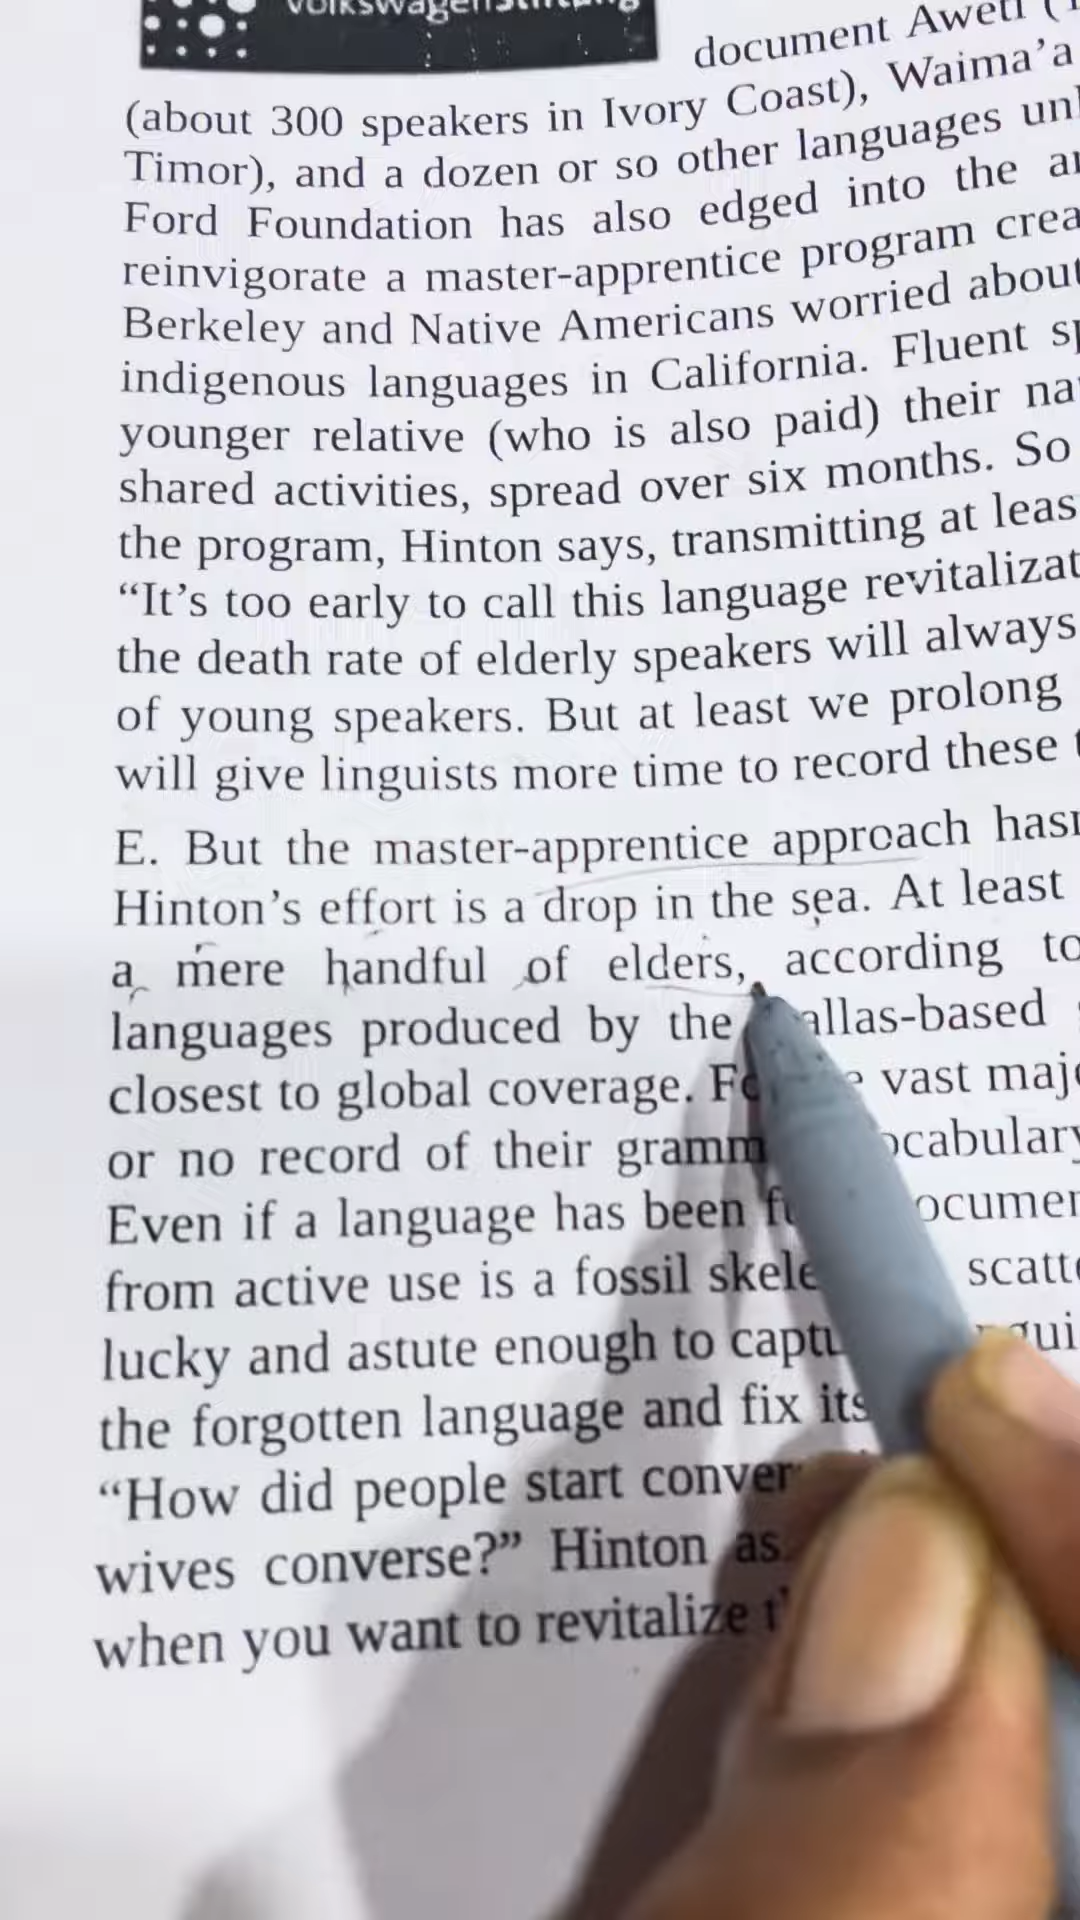 document Aweti
(about 300 speakers in Ivory Coast), Waima’a
Timor), and a dozen or so other languages
Ford Foundation has also edged into the
reinvigorate a master-apprentice program
Berkeley and Native Americans worried about
indigenous languages in California. Fluent
younger relative (who is also paid) their
shared activities, spread over six months. So
the program, Hinton says, transmitting at
“It’s too early to call this language
the death rate of elderly speakers will always
of young speakers. But at least we prolong
will give linguists more time to record these
E. But the master-apprentice approach
Hinton’s effort is a drop in the sea. At least
a mere handful of elders, according to
languages produced by the
closest to global coverage. vast
or no record of their
Even if a language has been
from active use is a fossil
lucky and astute enough to
the forgotten language and fix its
“How did people start
wives converse?” Hinton
when you want to revitalize